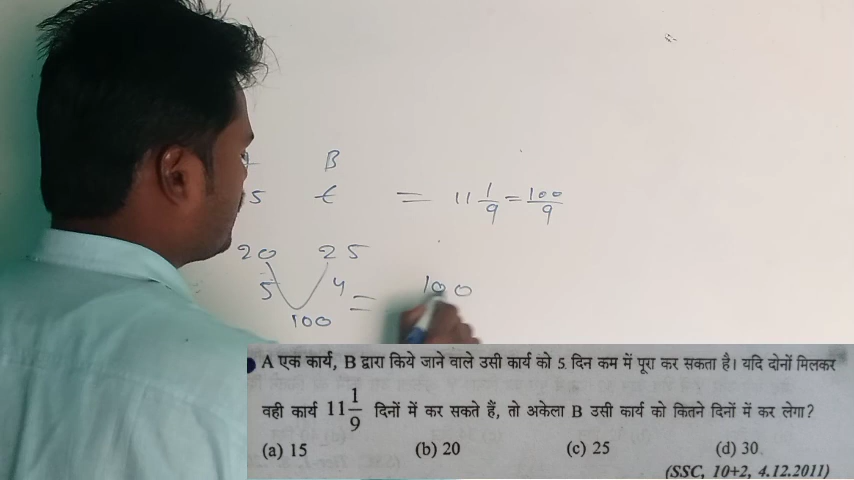 B
5 t = 11 1/9 = 100/9
20 25
5 4 = 100
100
A एक कार्य, B द्वारा किये जाने वाले उसी कार्य को 5 दिन कम में पूरा कर सकता है। यदि दोनों मिलकर
वही कार्य 11 1/9 दिनों में कर सकते हैं, तो अकेला B उसी कार्य को कितने दिनों में कर लेगा?
(a) 15 (b) 20 (c) 25 (d) 30
(SSC, 10+2, 4.12.2011)